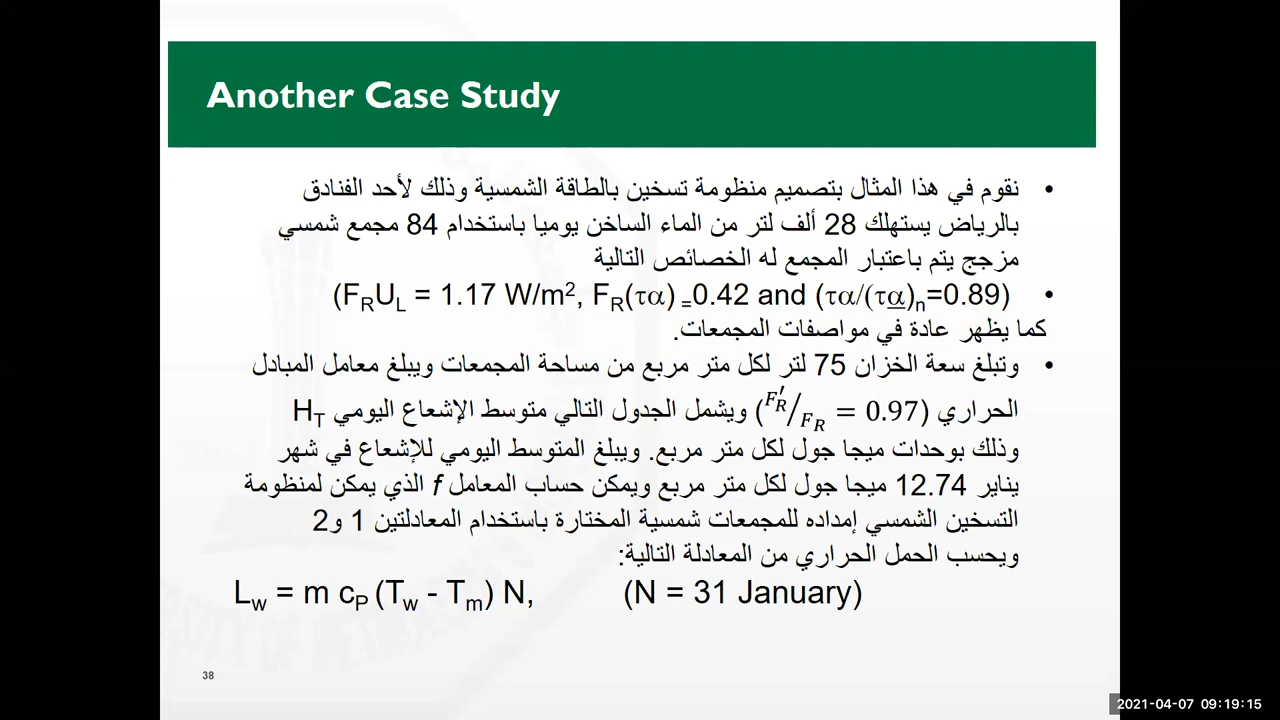 Another Case Study
• نقوم في هذا المثال بتصميم منظومة تسخين بالطاقة الشمسية وذلك لأحد الفنادق
بالرياض يستهلك 28 ألف لتر من الماء الساخن يوميا باستخدام 84 مجمع شمسي
مزجج يتم باعتبار المجمع له الخصائص التالية
• (FRUL = 1.17 W/m², FR(τα) =0.42 and (τα/(τα)n=0.89)
كما يظهر عادة في مواصفات المجمعات.
• وتبلغ سعة الخزان 75 لتر لكل متر مربع من مساحة المجمعات ويبلغ معامل المبادل
الحراري (F′R/FR = 0.97) ويشمل الجدول التالي متوسط الإشعاع اليومي HT
وذلك بوحدات ميجا جول لكل متر مربع. ويبلغ المتوسط اليومي للإشعاع في شهر
يناير 12.74 ميجا جول لكل متر مربع ويمكن حساب المعامل f الذي يمكن لمنظومة
التسخين الشمسي إمداده للمجمعات شمسية المختارة باستخدام المعادلتين 1 و2
ويحسب الحمل الحراري من المعادلة التالية:
Lw = m cP (Tw - Tm) N, (N = 31 January)
38
2021-04-07 09:19:15